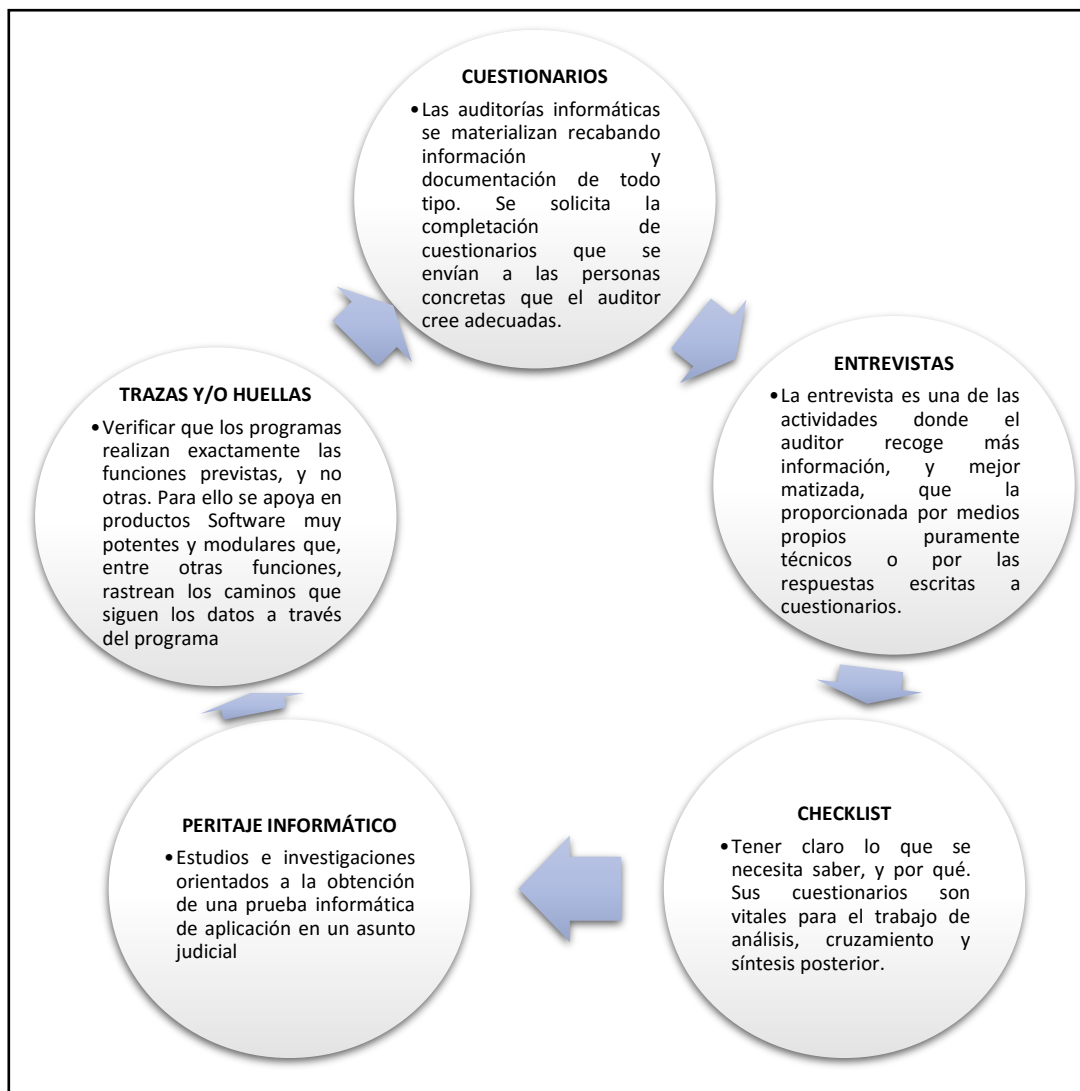 CUESTIONARIOS
•Las auditorías informáticas
se materializan recabando
información y
documentación de todo
tipo. Se solicita la
completación de
cuestionarios que se
envían a las personas
concretas que el auditor
cree adecuadas.
ENTREVISTAS
•La entrevista es una de las
actividades donde el
auditor recoge más
información, y mejor
matizada, que la
proporcionada por medios
propios puramente
técnicos o por las
respuestas escritas a
cuestionarios.
CHECKLIST
•Tener claro lo que se
necesita saber, y por qué.
Sus cuestionarios son
vitales para el trabajo de
análisis, cruzamiento y
síntesis posterior.
PERITAJE INFORMÁTICO
•Estudios e investigaciones
orientados a la obtención
de una prueba informática
de aplicación en un asunto
judicial
TRAZAS Y/O HUELLAS
•Verificar que los programas
realizan exactamente las
funciones previstas, y no
otras. Para ello se apoya en
productos Software muy
potentes y modulares que,
entre otras funciones,
rastrean los caminos que
siguen los datos a través
del programa